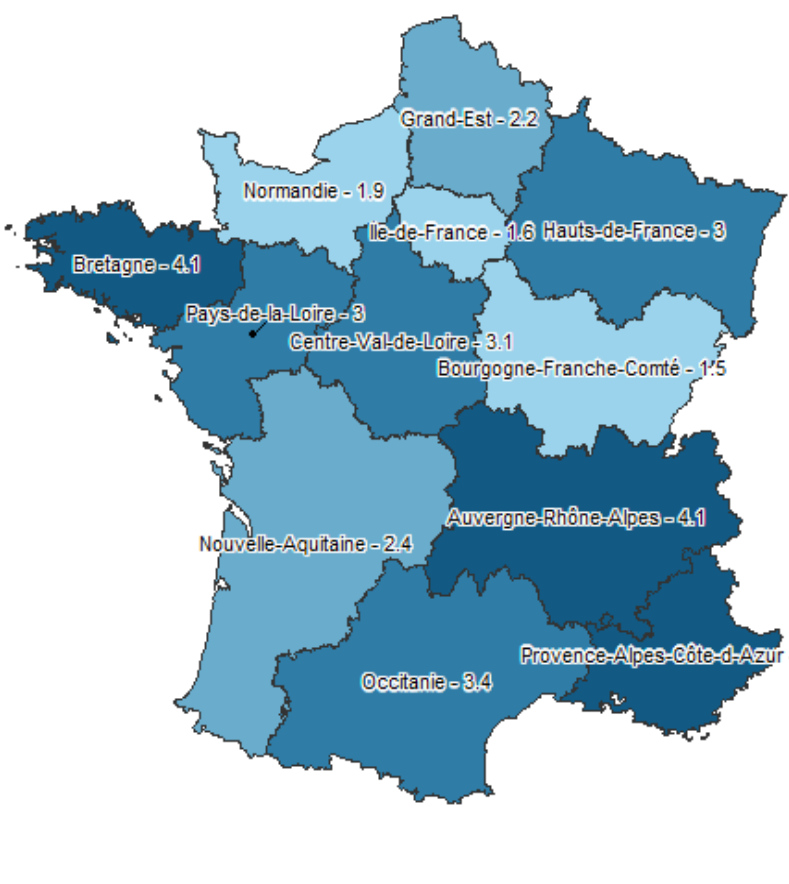 Grand-Est - 2.2
Normandie - 1.9
Ile-de-France - 1.6
Hauts-de-France - 3
Bretagne - 4.1
Pays-de-la-Loire - 3
Centre-Val-de-Loire - 3.1
Bourgogne-Franche-Comté - 1.5
Auvergne-Rhône-Alpes - 4.1
Nouvelle-Aquitaine - 2.4
Provence-Alpes-Côte-d-Azur
Occitanie - 3.4